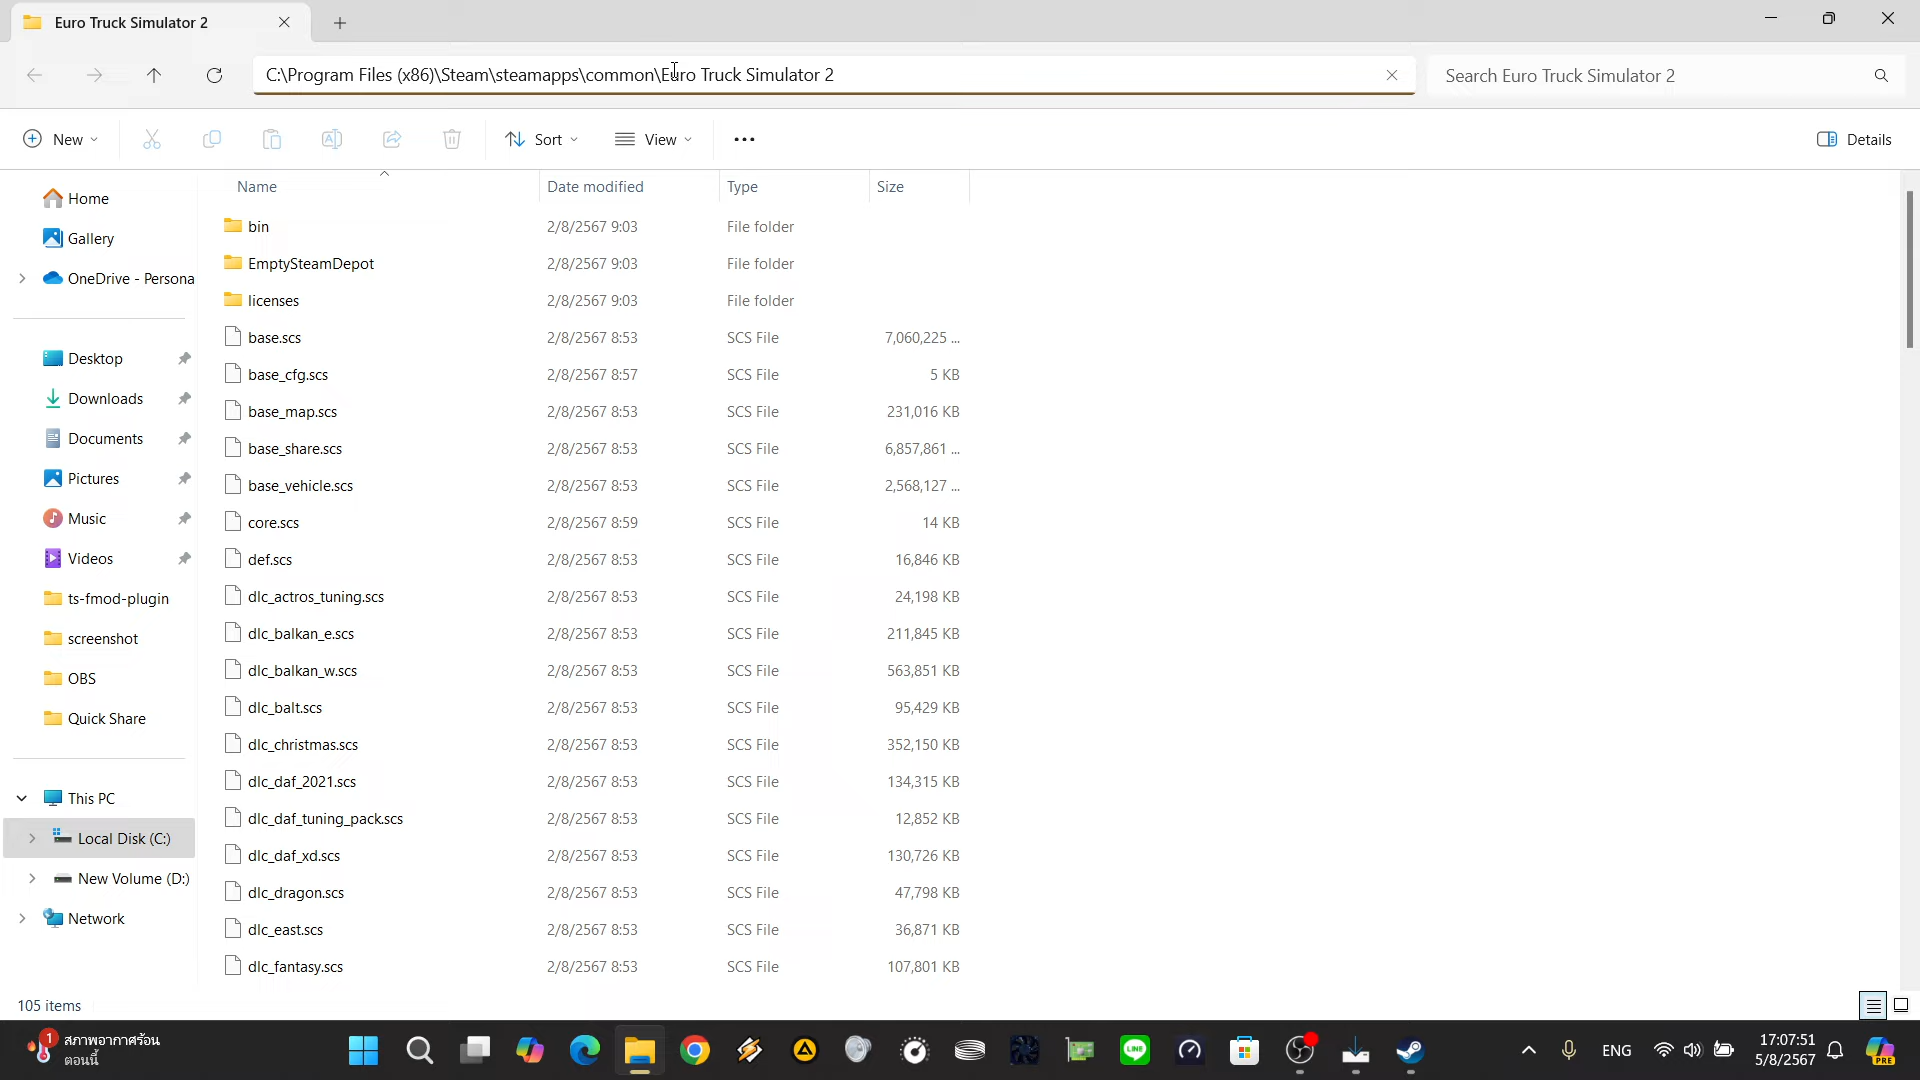 Euro Truck Simulator 2
C:\Program Files (x86)\Steam\steamapps\common\Euro Truck Simulator 2
Search Euro Truck Simulator 2
New
Sort
View
Details
Home
Gallery
OneDrive - Persona
Desktop
Downloads
Documents
Pictures
Music
Videos
ts-fmod-plugin
screenshot
OBS
Quick Share
This PC
Local Disk (C:)
New Volume (D:)
Network
Name Date modified Type Size
bin 2/8/2567 9:03 File folder
EmptySteamDepot 2/8/2567 9:03 File folder
licenses 2/8/2567 9:03 File folder
base.scs 2/8/2567 8:53 SCS File 7,060,225 ...
base_cfg.scs 2/8/2567 8:57 SCS File 5 KB
base_map.scs 2/8/2567 8:53 SCS File 231,016 KB
base_share.scs 2/8/2567 8:53 SCS File 6,857,861 ...
base_vehicle.scs 2/8/2567 8:53 SCS File 2,568,127 ...
core.scs 2/8/2567 8:59 SCS File 14 KB
def.scs 2/8/2567 8:53 SCS File 16,846 KB
dlc_actros_tuning.scs 2/8/2567 8:53 SCS File 24,198 KB
dlc_balkan_e.scs 2/8/2567 8:53 SCS File 211,845 KB
dlc_balkan_w.scs 2/8/2567 8:53 SCS File 563,851 KB
dlc_balt.scs 2/8/2567 8:53 SCS File 95,429 KB
dlc_christmas.scs 2/8/2567 8:53 SCS File 352,150 KB
dlc_daf_2021.scs 2/8/2567 8:53 SCS File 134,315 KB
dlc_daf_tuning_pack.scs 2/8/2567 8:53 SCS File 12,852 KB
dlc_daf_xd.scs 2/8/2567 8:53 SCS File 130,726 KB
dlc_dragon.scs 2/8/2567 8:53 SCS File 47,798 KB
dlc_east.scs 2/8/2567 8:53 SCS File 36,871 KB
dlc_fantasy.scs 2/8/2567 8:53 SCS File 107,801 KB
105 items
1
สภาพอากาศร้อน
ตอนนี้
LINE
ENG
17:07:51
5/8/2567
PRE